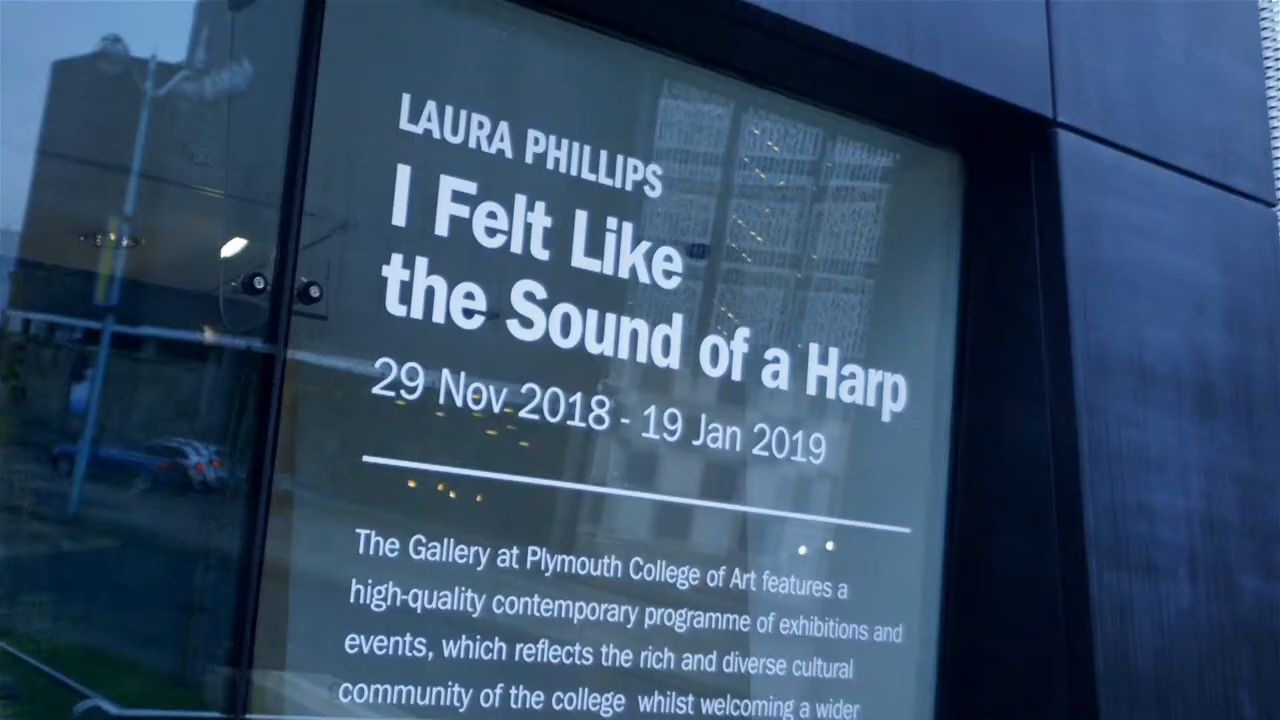 LAURA PHILLIPS
I Felt Like
the Sound of a Harp
29 Nov 2018 - 19 Jan 2019
The Gallery at Plymouth College of Art features a
high-quality contemporary programme of exhibitions and
events, which reflects the rich and diverse cultural
community of the college whilst welcoming a wider